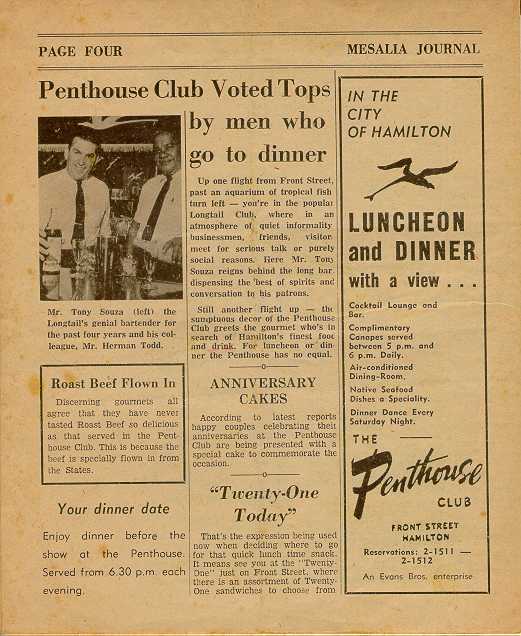 PAGE FOUR
MESALIA JOURNAL
Penthouse Club Voted Tops
by men who
go to dinner
Mr. Tony Souza (left) the
Longtail's genial bartender for
the past four years and his col-
league, Mr. Herman Todd.
Roast Beef Flown In
Discerning gourmets all
agree that they have never
tasted Roast Beef so delicious
as that served in the Pent-
house Club. This is because the
beef is specially flown in from
the States.
Your dinner date
Enjoy dinner before the
show at the Penthouse.
Served from 6.30 p.m. each
evening.
Up one flight from Front Street,
past an aquarium of tropical fish
turn left — you're in the popular
Longtail Club, where in an
atmosphere of quiet informality
businessmen, friends, visitors
meet for serious talk or purely
social reasons. Here Mr. Tony
Souza reigns behind the long bar
dispensing the best of spirits and
conversation to his patrons.
Still another flight up — the
sumptuous decor of the Penthouse
Club greets the gourmet who's in
search of Hamilton's finest food
and drink. For luncheon or din-
ner the Penthouse has no equal.
ANNIVERSARY
CAKES
According to latest reports
happy couples celebrating their
anniversaries at the Penthouse
Club are being presented with a
special cake to commemorate the
occasion.
"Twenty-One
Today"
That's the expression being used
now when deciding where to go
for that quick lunch time snack.
It means see you at the "Twenty-
One" just on Front Street, where
there is an assortment of Twenty-
One sandwiches to choose from
IN THE
CITY
OF HAMILTON
LUNCHEON
and DINNER
with a view . . .
Cocktail Lounge and
Bar.
Complimentary
Canapes served
between 5 p.m. and
6 p.m. Daily.
Air-conditioned
Dining-Room.
Native Seafood
Dishes a Speciality.
Dinner Dance Every
Saturday Night.
THE
Penthouse
CLUB
FRONT STREET
HAMILTON
Reservations: 2-1511 —
2-1512
An Evans Bros. enterprise